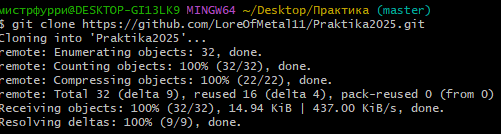 мистрфурри@DESKTOP-GI13LK9 MINGW64 ~/Desktop/Практика (master)
$ git clone https://github.com/LoreOfMetal11/Praktika2025.git
Cloning into 'Praktika2025'...
remote: Enumerating objects: 32, done.
remote: Counting objects: 100% (32/32), done.
remote: Compressing objects: 100% (22/22), done.
remote: Total 32 (delta 9), reused 16 (delta 4), pack-reused 0 (from 0)
Receiving objects: 100% (32/32), 14.94 KiB | 437.00 KiB/s, done.
Resolving deltas: 100% (9/9), done.